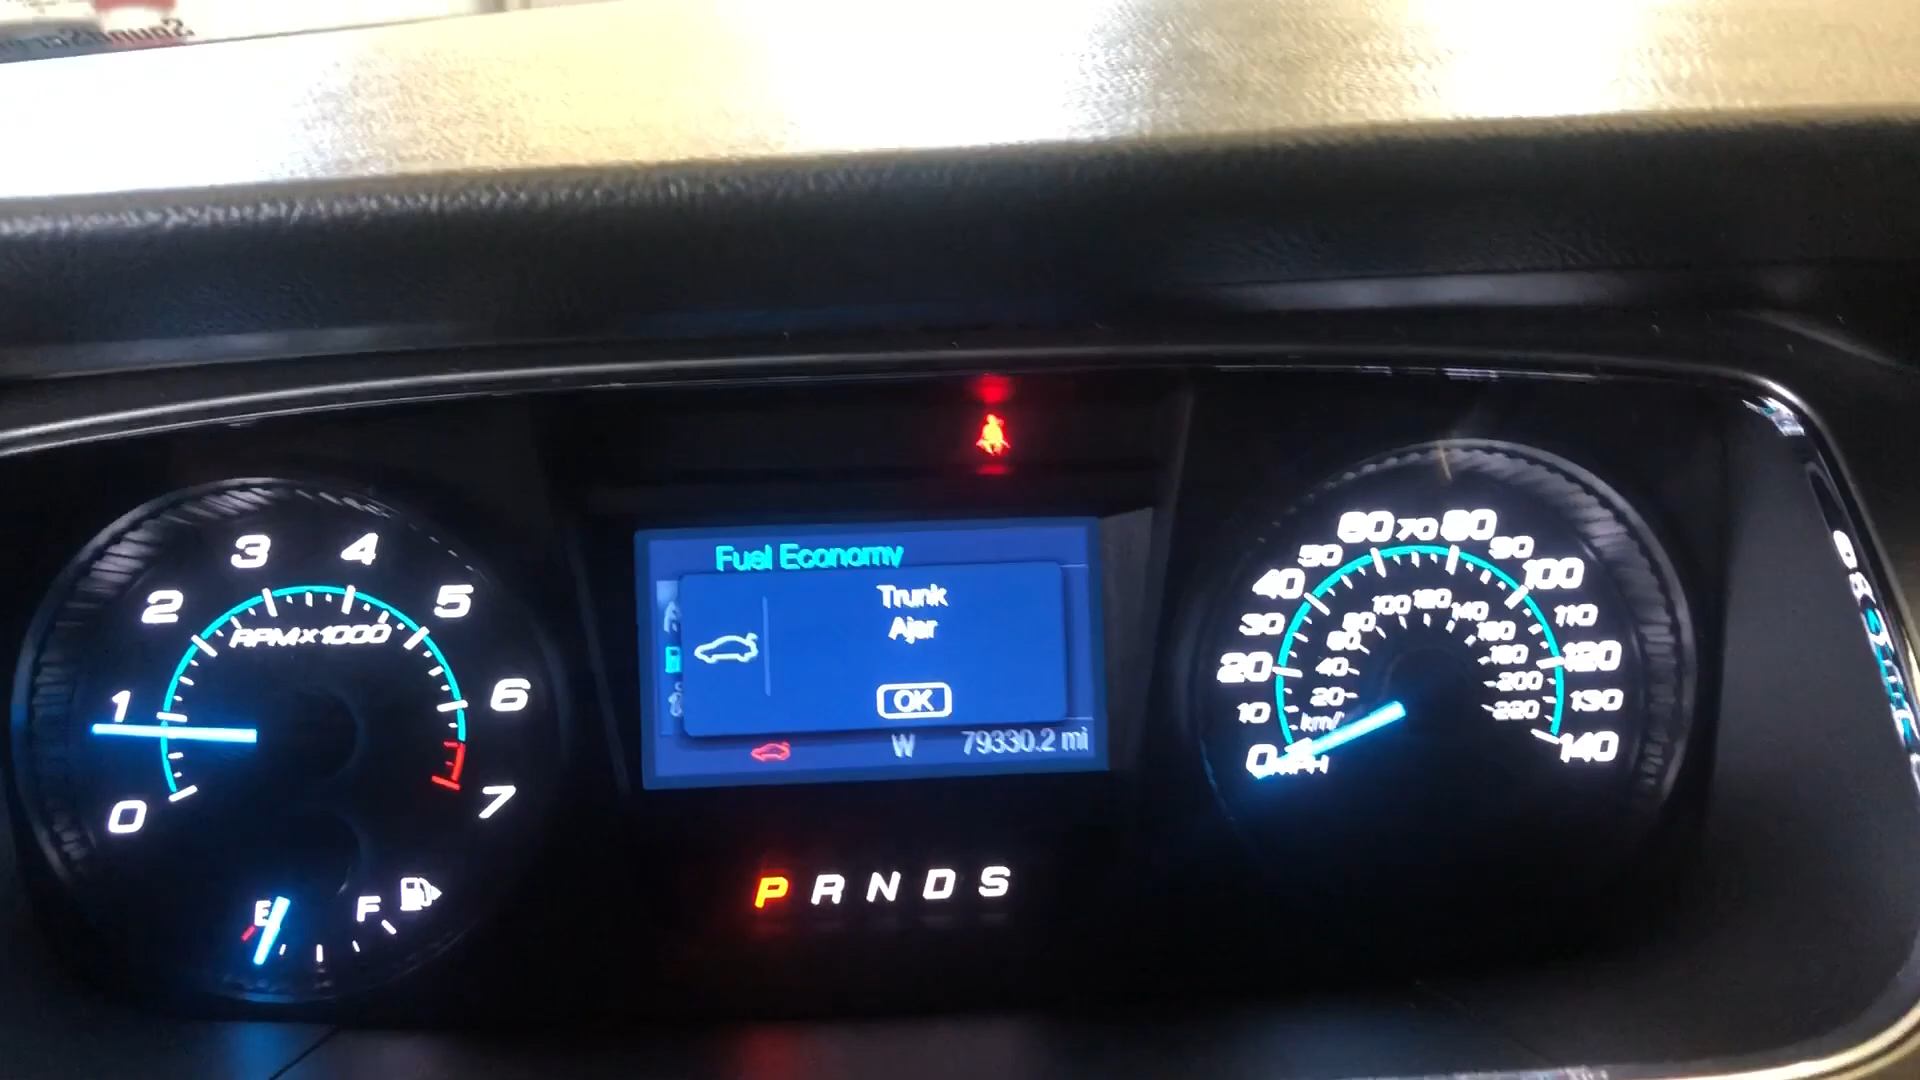 3 4
2 5
RPMx1000
1 6
0 7
E F
Fuel Economy
Trunk
Ajar
OK
W 79330.2 mi
P R N D S
60 70 80
50 90
40 100
30 110
20 120
10 130
0 140
MPH
100 120 140
80 160
60 180
40 200
20 220
km/